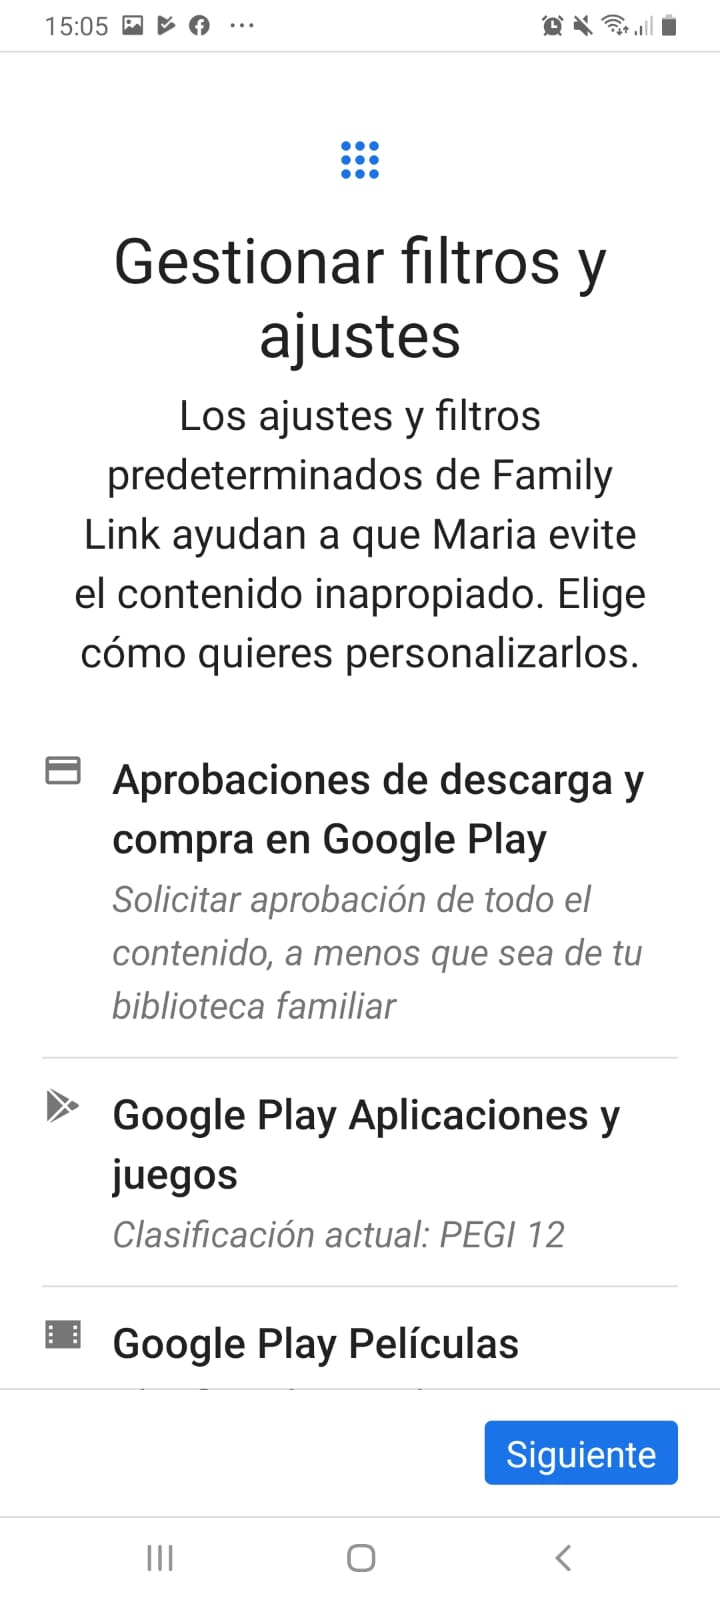 15:05
Gestionar filtros y
ajustes
Los ajustes y filtros
predeterminados de Family
Link ayudan a que Maria evite
el contenido inapropiado. Elige
cómo quieres personalizarlos.
Aprobaciones de descarga y
compra en Google Play
Solicitar aprobación de todo el
contenido, a menos que sea de tu
biblioteca familiar
Google Play Aplicaciones y
juegos
Clasificación actual: PEGI 12
Google Play Películas
Siguiente